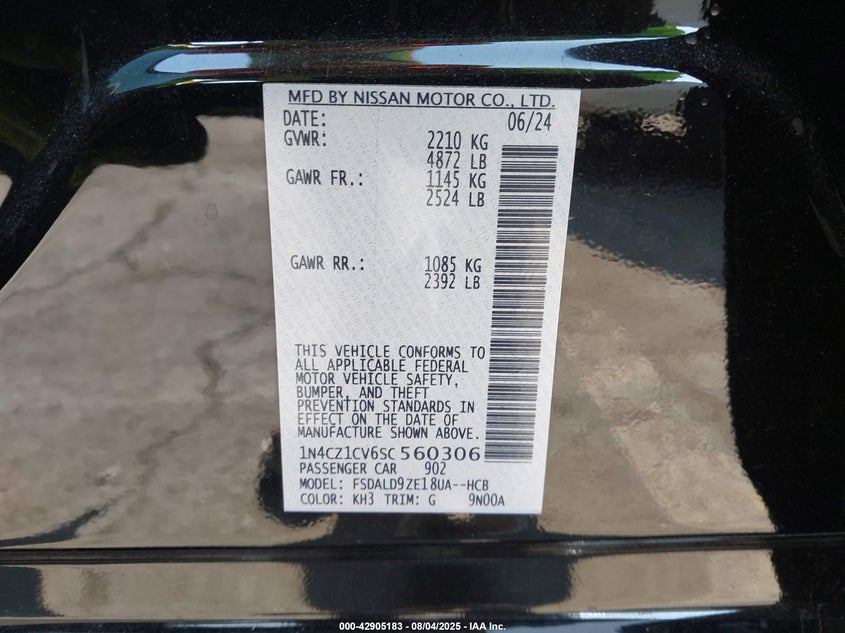 MFD BY NISSAN MOTOR CO., LTD.
DATE: 06/24
GVWR: 2210 KG
4872 LB
GAWR FR.: 1145 KG
2524 LB
GAWR RR.: 1085 KG
2392 LB
THIS VEHICLE CONFORMS TO
ALL APPLICABLE FEDERAL
MOTOR VEHICLE SAFETY,
BUMPER, AND THEFT
PREVENTION STANDARDS IN
EFFECT ON THE DATE OF
MANUFACTURE SHOWN ABOVE.
1N4CZ1CV6SC560306
PASSENGER CAR 902
MODEL: FSDALD9ZE18UA--HCB
COLOR: KH3 TRIM: G 9N00A
000-42905183 - 08/04/2025 - IAA Inc.